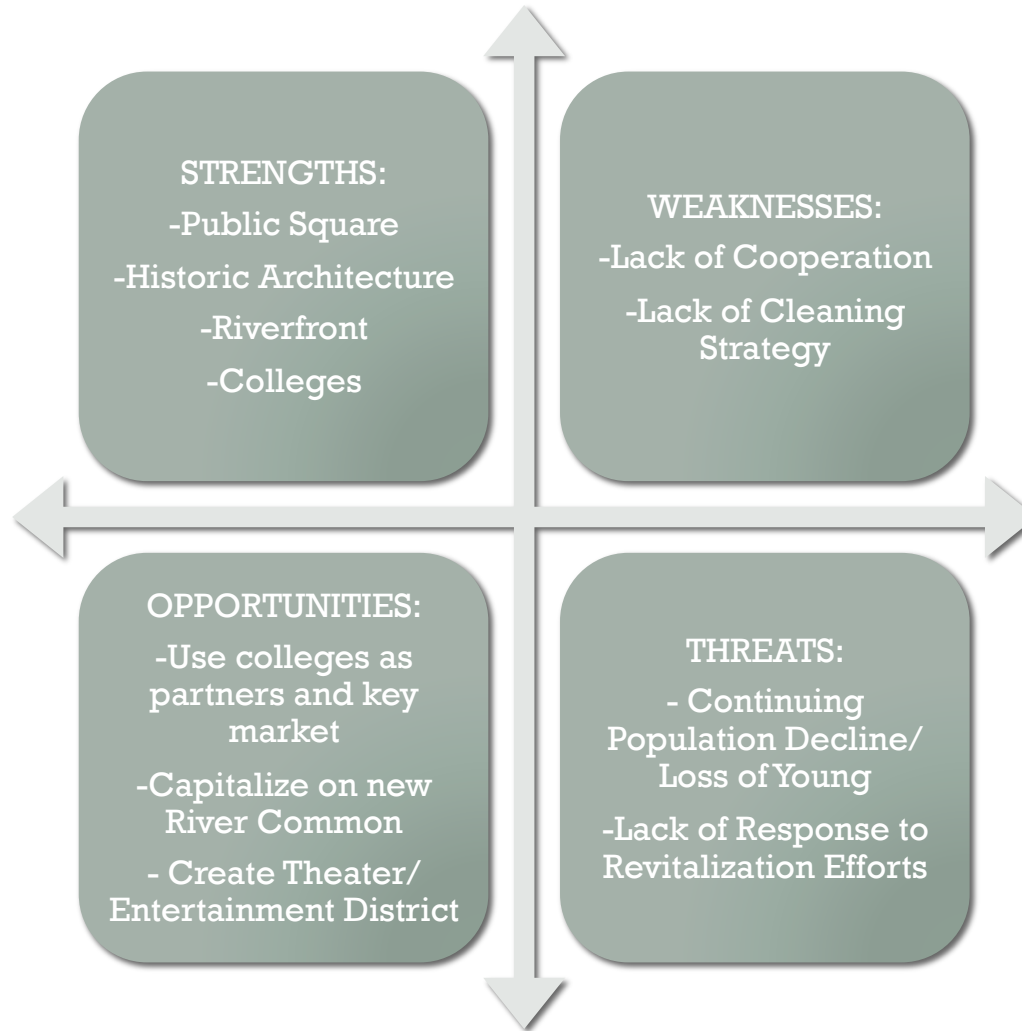 STRENGTHS:
-Public Square
-Historic Architecture
-Riverfront
-Colleges
WEAKNESSES:
-Lack of Cooperation
-Lack of Cleaning
Strategy
OPPORTUNITIES:
-Use colleges as
partners and key
market
-Capitalize on new
River Common
- Create Theater/
Entertainment District
THREATS:
- Continuing
Population Decline/
Loss of Young
-Lack of Response to
Revitalization Efforts